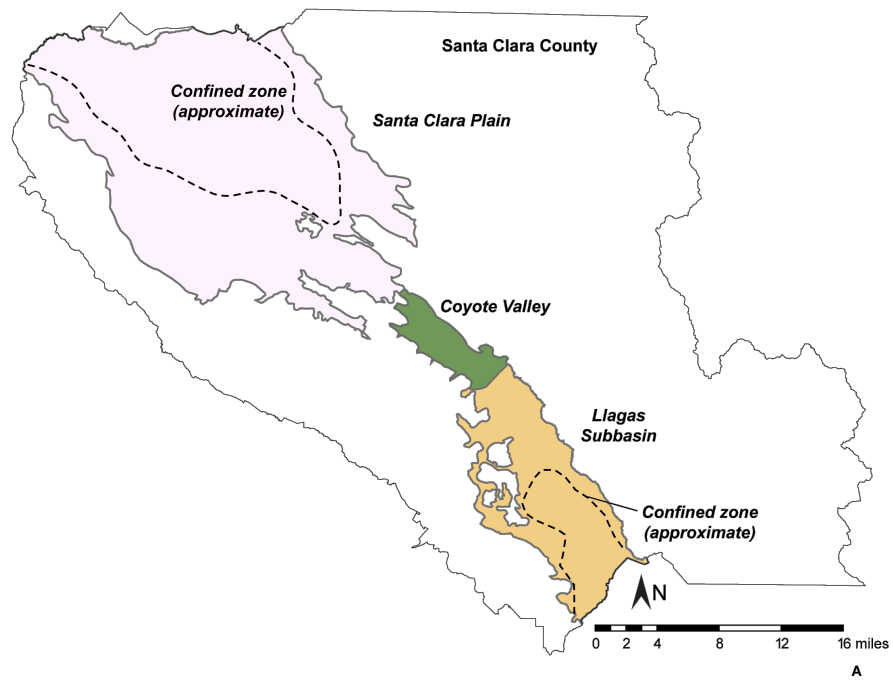 Santa Clara County
Confined zone
(approximate)
Santa Clara Plain
Coyote Valley
Llagas
Subbasin
Confined zone
(approximate)
N
0 2 4 8 12 16 miles
A